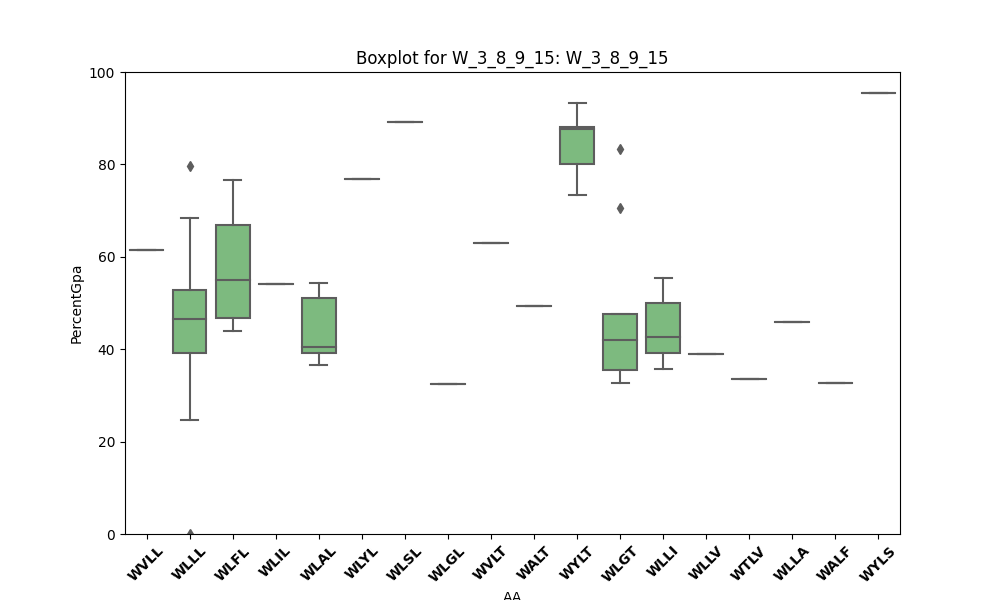 Boxplot for W_3_8_9_15: W_3_8_9_15
100
80
60
40
20
0
PercentGpa
WVLL
WLLL
WLFL
WLIL
WLAL
WLYL
WLSL
WLGL
WVLT
WALT
WYLT
WLGT
WLLI
WLLV
WTLV
WLLA
WALF
WYLS
AA